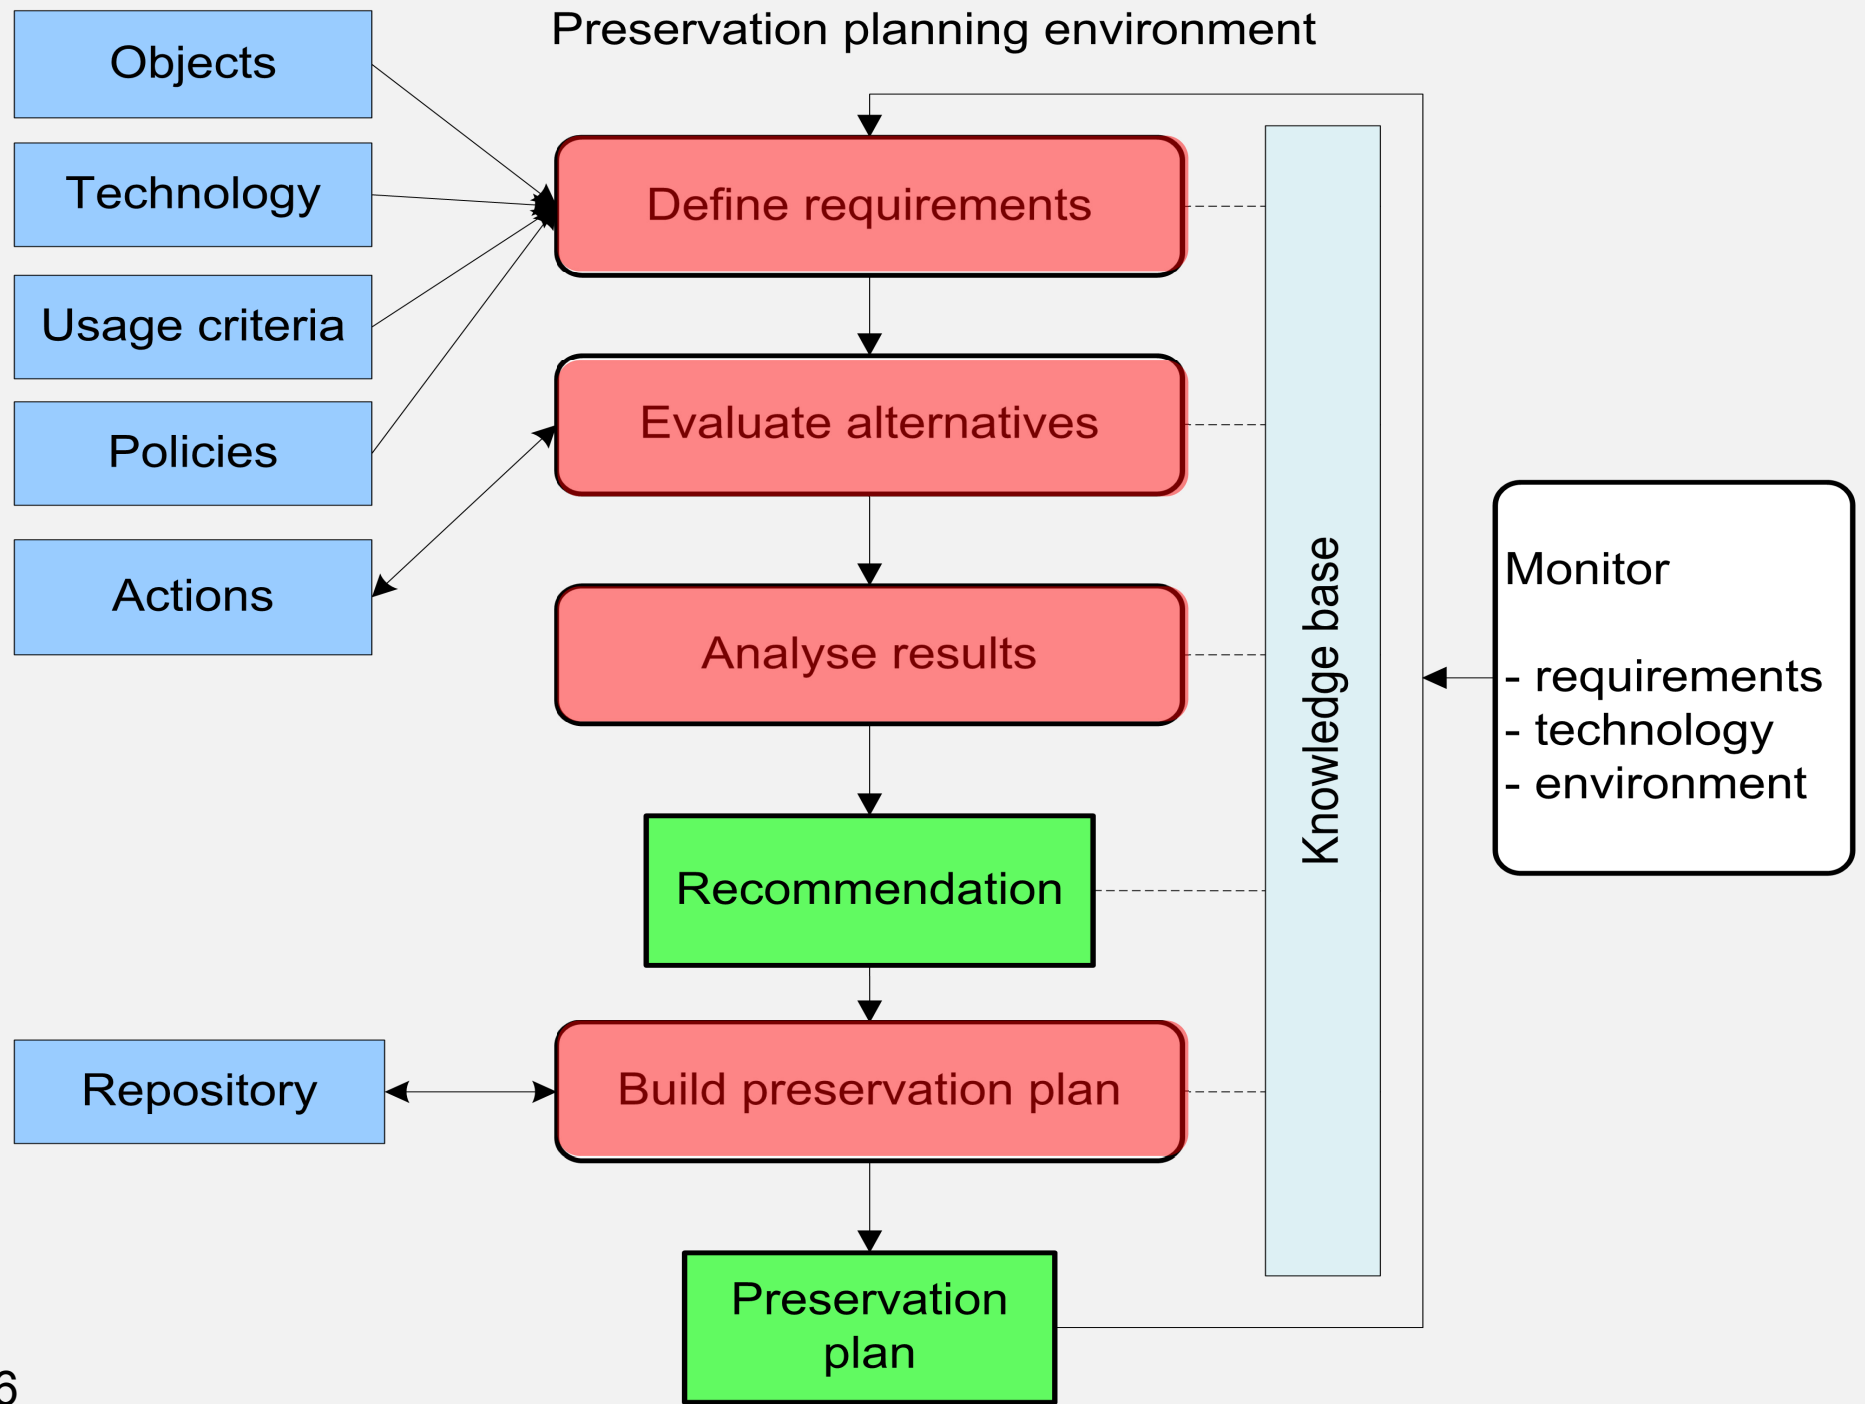 Preservation planning environment
Objects
Technology
Usage criteria
Policies
Actions
Repository
Define requirements
Evaluate alternatives
Analyse results
Recommendation
Build preservation plan
Preservation
plan
Knowledge base
Monitor
- requirements
- technology
- environment
6